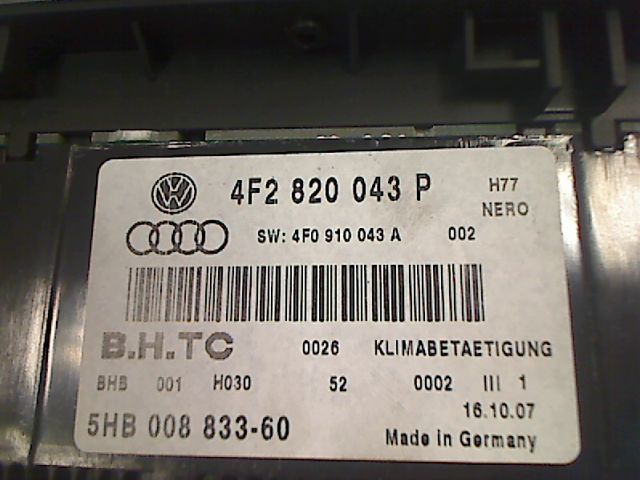 4F2 820 043 P H77
NERO
SW: 4F0 910 043 A 002
B.H.TC 0026 KLIMABETAETIGUNG
BHB 001 H030 52 0002 III 1
16.10.07
5HB 008 833-60 Made in Germany